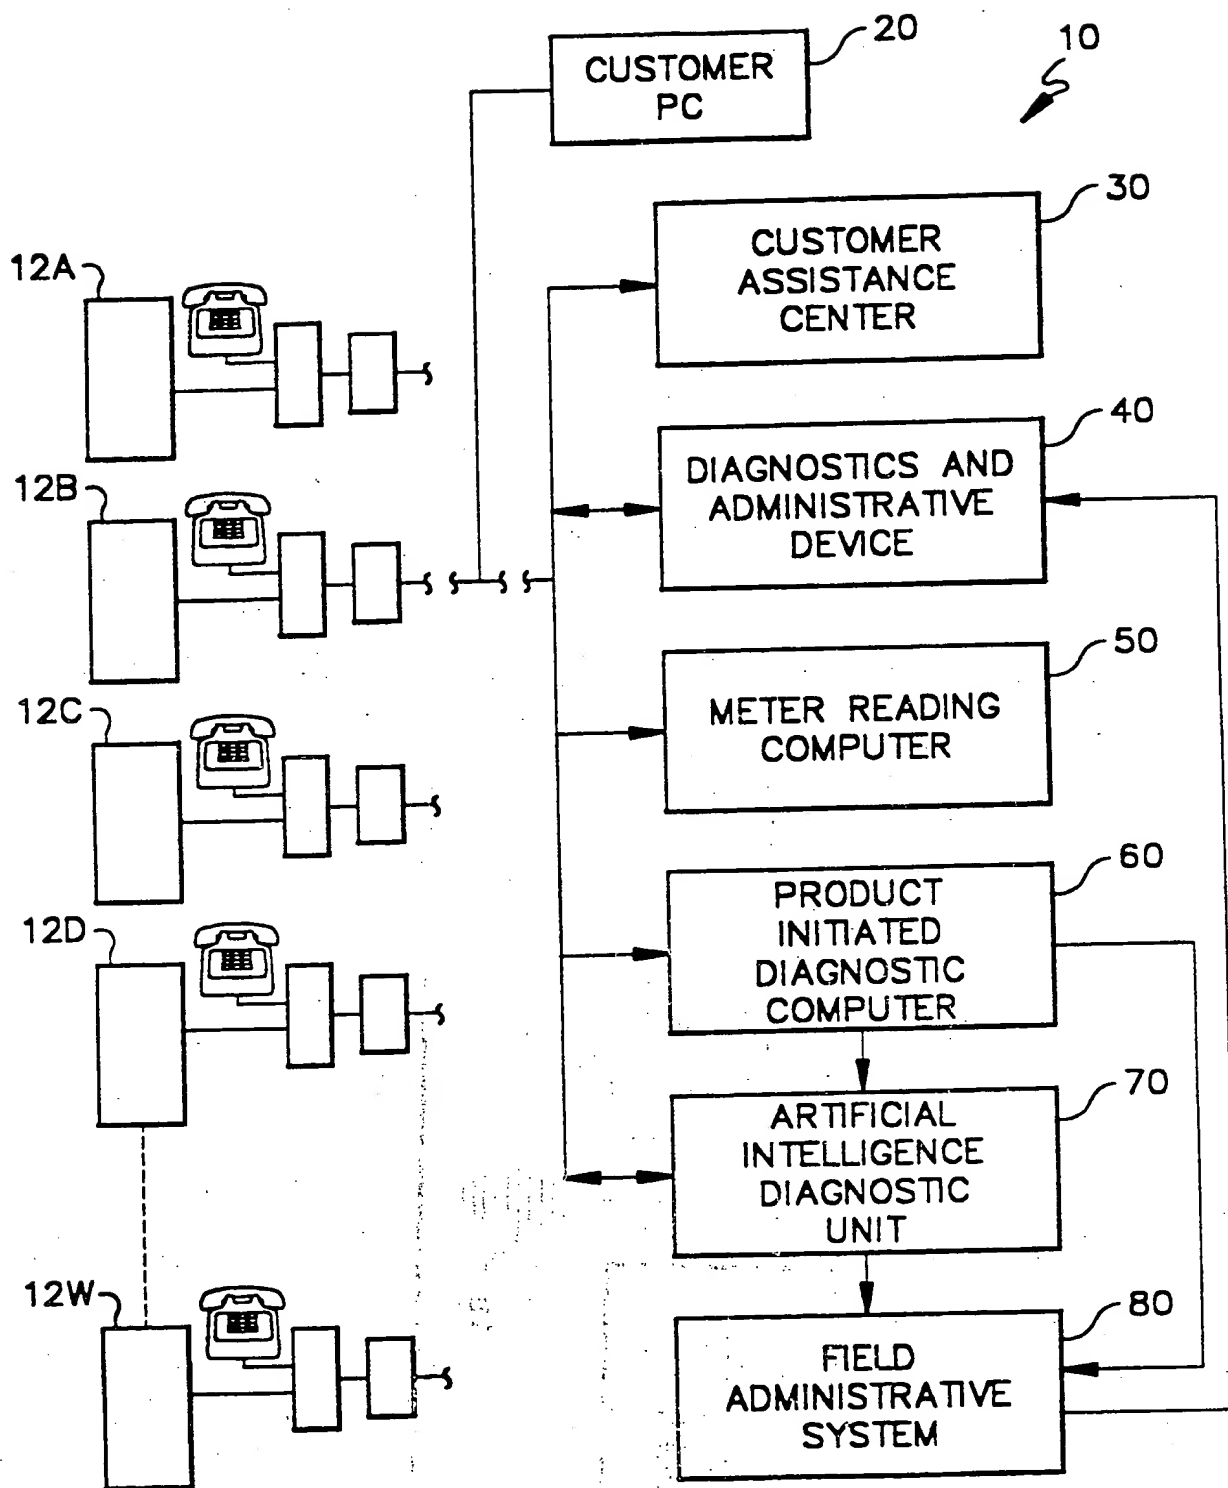 20
CUSTOMER
PC
10
30
CUSTOMER
ASSISTANCE
CENTER
12A
40
DIAGNOSTICS AND
ADMINISTRATIVE
DEVICE
12B
50
METER READING
COMPUTER
12C
60
PRODUCT
INITIATED
DIAGNOSTIC
COMPUTER
12D
70
ARTIFICIAL
INTELLIGENCE
DIAGNOSTIC
UNIT
12W
80
FIELD
ADMINISTRATIVE
SYSTEM